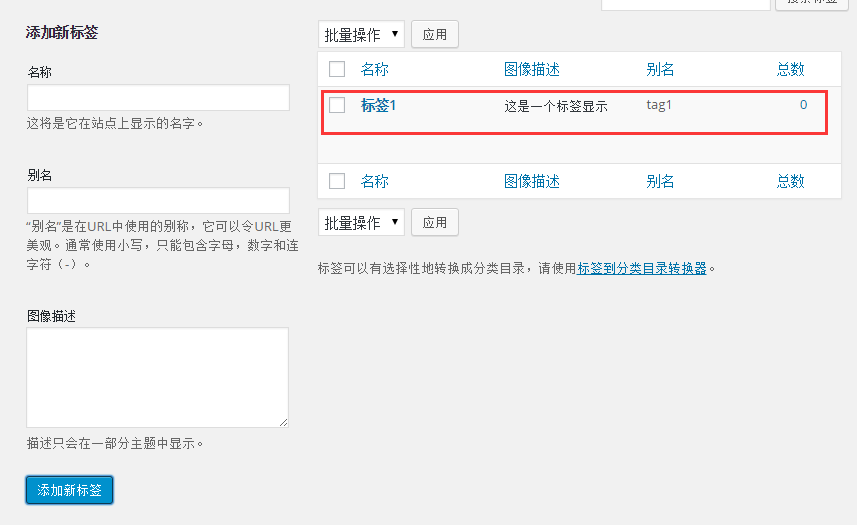 搜索标签
添加新标签
名称
这将是它在站点上显示的名字。
别名
“别名”是在URL中使用的别称，它可以令URL更
美观。通常使用小写，只能包含字母，数字和连
字符（-）。
图像描述
描述只会在一部分主题中显示。
添加新标签
批量操作 应用
名称 图像描述 别名 总数
标签1 这是一个标签显示 tag1 0
名称 图像描述 别名 总数
批量操作 应用
标签可以有选择性地转换成分类目录，请使用标签到分类目录转换器。